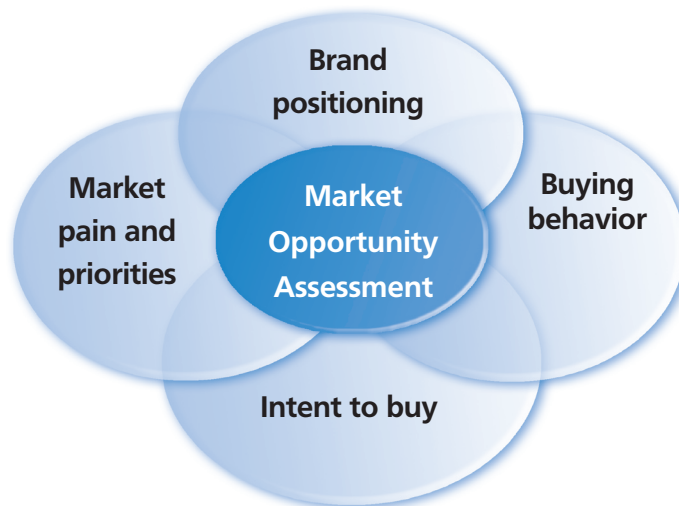 Brand
positioning
Market
pain and
priorities
Market
Opportunity
Assessment
Buying
behavior
Intent to buy